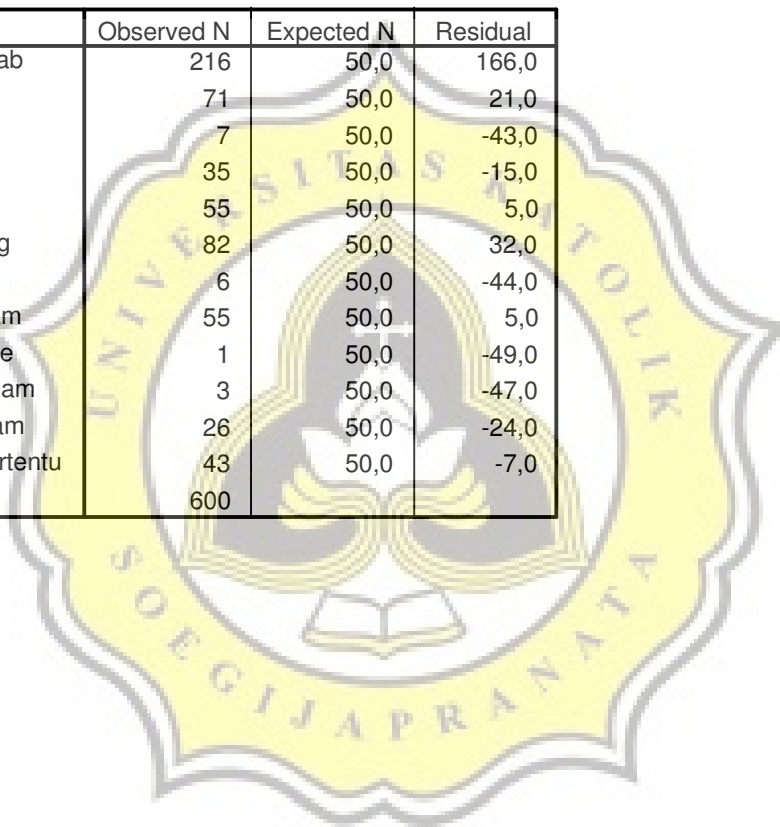 Observed N Expected N Residual
ab 216 50,0 166,0
71 50,0 21,0
7 50,0 -43,0
35 50,0 -15,0
55 50,0 5,0
g 82 50,0 32,0
6 50,0 -44,0
am 55 50,0 5,0
e 1 50,0 -49,0
am 3 50,0 -47,0
am 26 50,0 -24,0
rtentu 43 50,0 -7,0
600
UNIVERSITAS KATOLIK
SOEGIJAPRANATA